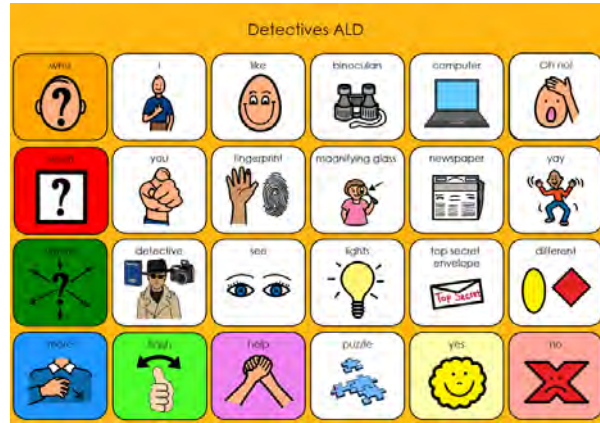 Detectives ALD
who
I
like
binoculars
computer
Oh no!
you
fingerprint
magnifying glass
newspaper
yay
detective
see
lights
top secret
envelope
Top Secret
different
more
finish
help
puzzle
yes
no